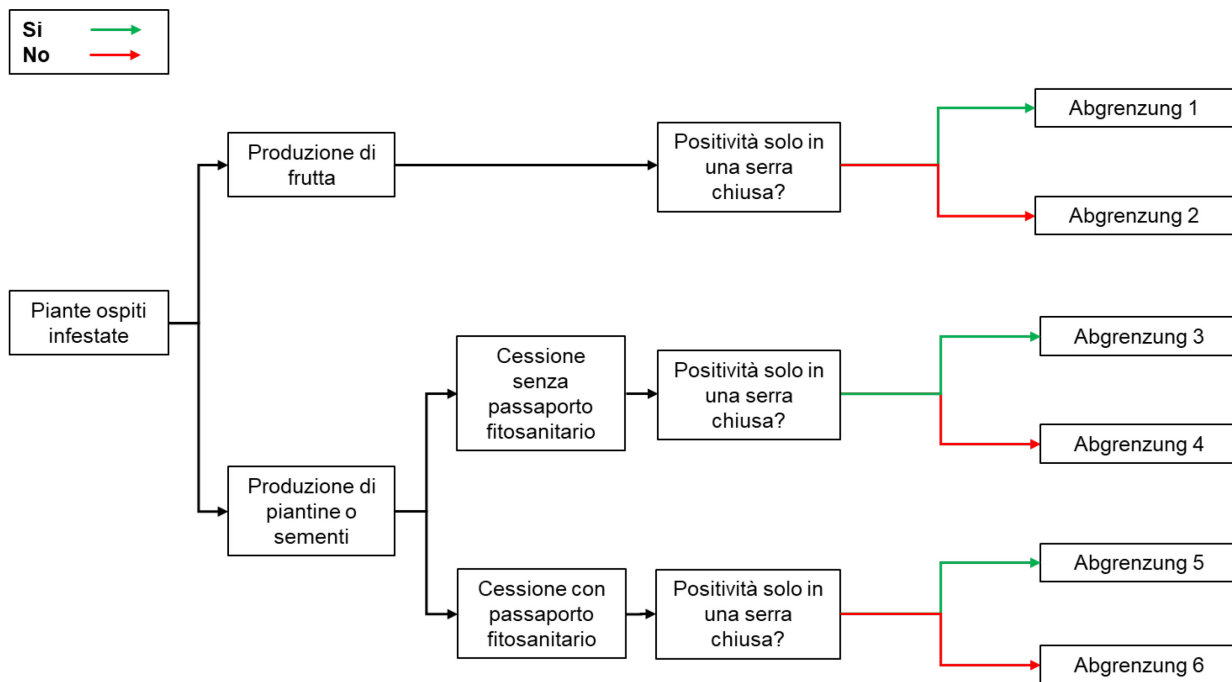 Si
No
Produzione di
frutta
Positività solo in
una serra
chiusa?
Abgrenzung 1
Abgrenzung 2
Piante ospiti
infestate
Cessione
senza
passaporto
fitosanitario
Positività solo in
una serra
chiusa?
Abgrenzung 3
Abgrenzung 4
Produzione di
piantine o
sementi
Cessione con
passaporto
fitosanitario
Positività solo in
una serra
chiusa?
Abgrenzung 5
Abgrenzung 6